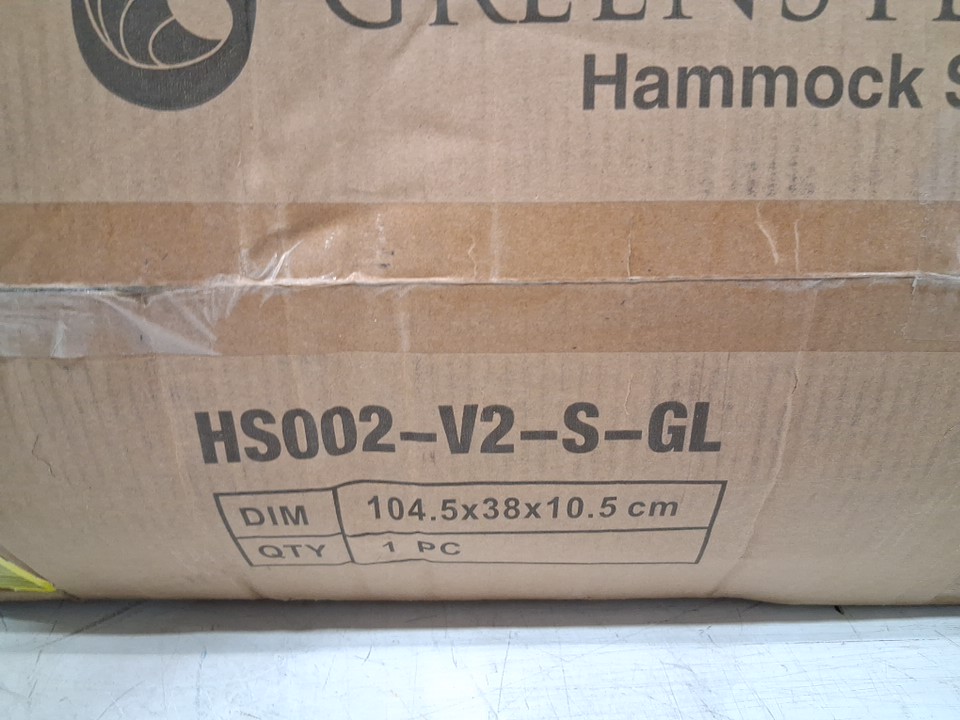 Hammock
HS002-V2-S-GL
DIM 104.5x38x10.5 cm
QTY 1 PC